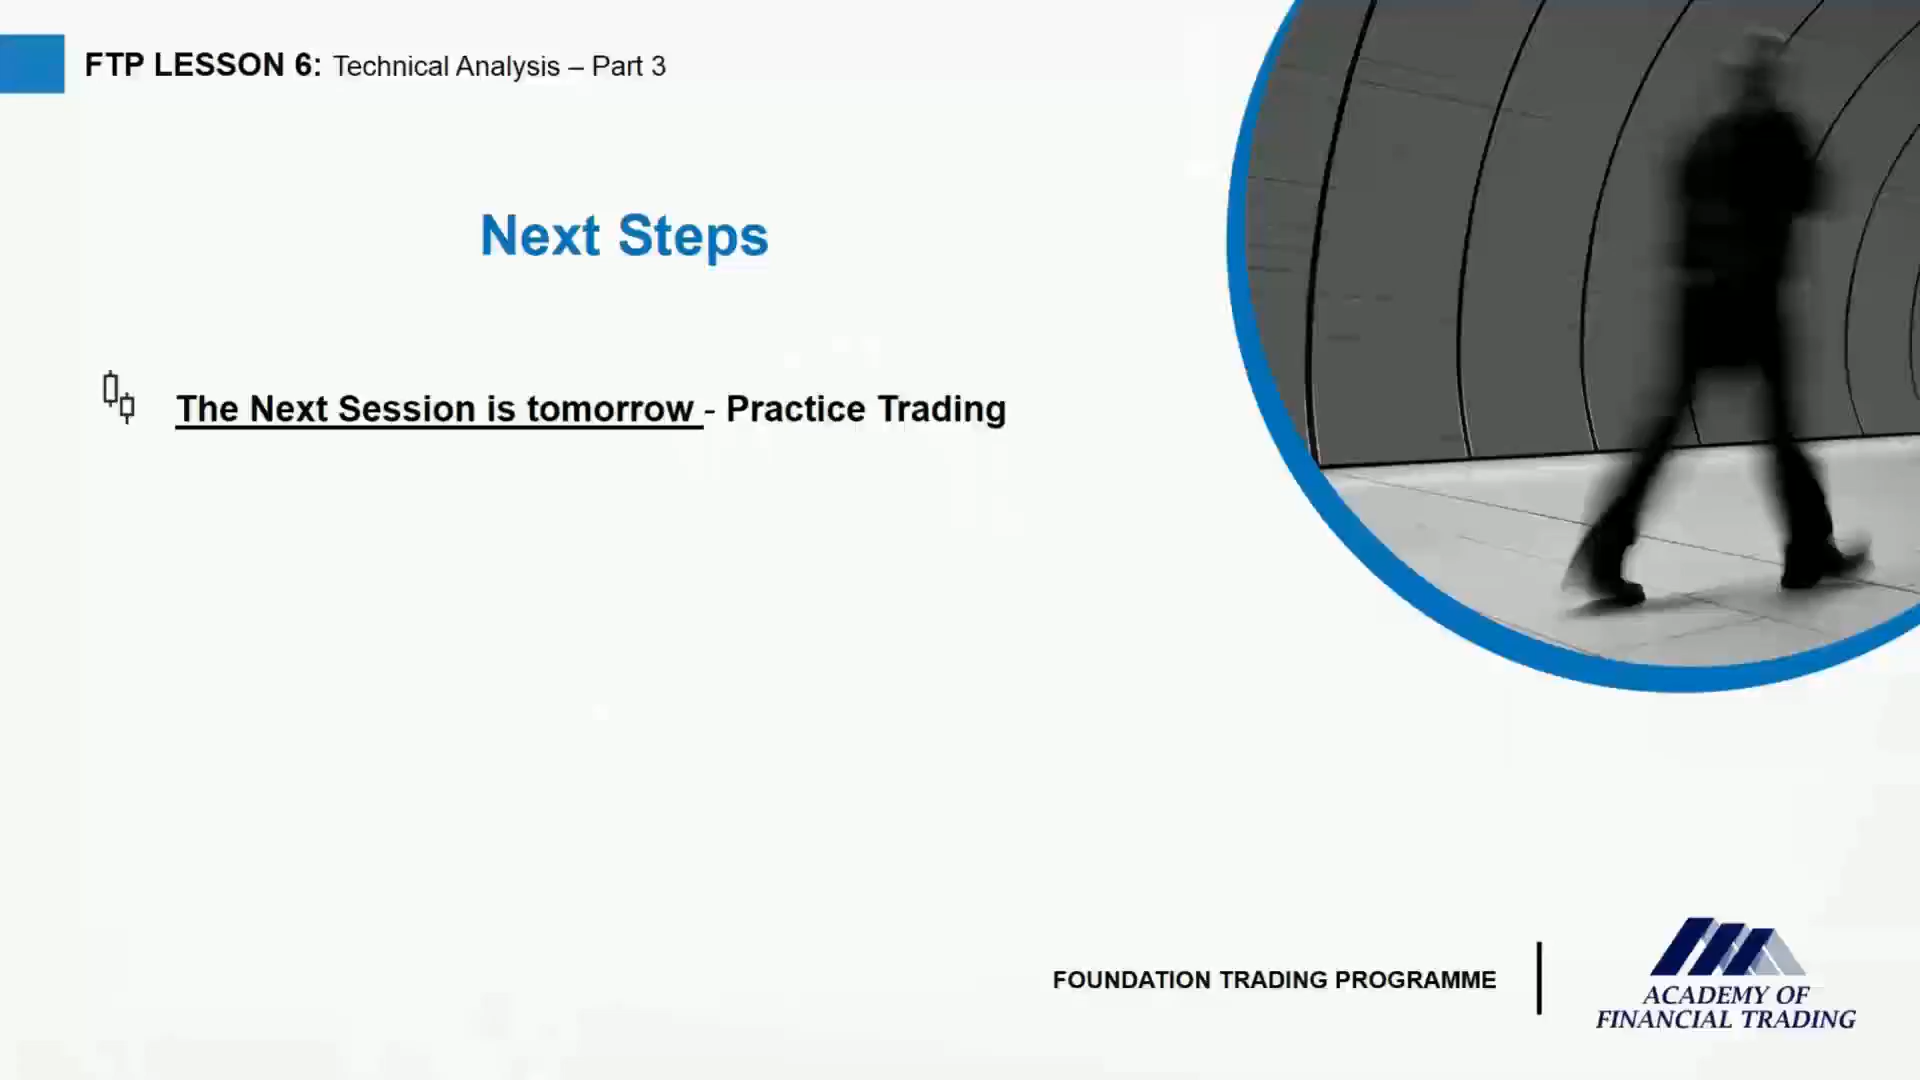 FTP LESSON 6: Technical Analysis – Part 3
Next Steps
The Next Session is tomorrow - Practice Trading
FOUNDATION TRADING PROGRAMME
ACADEMY OF
FINANCIAL TRADING